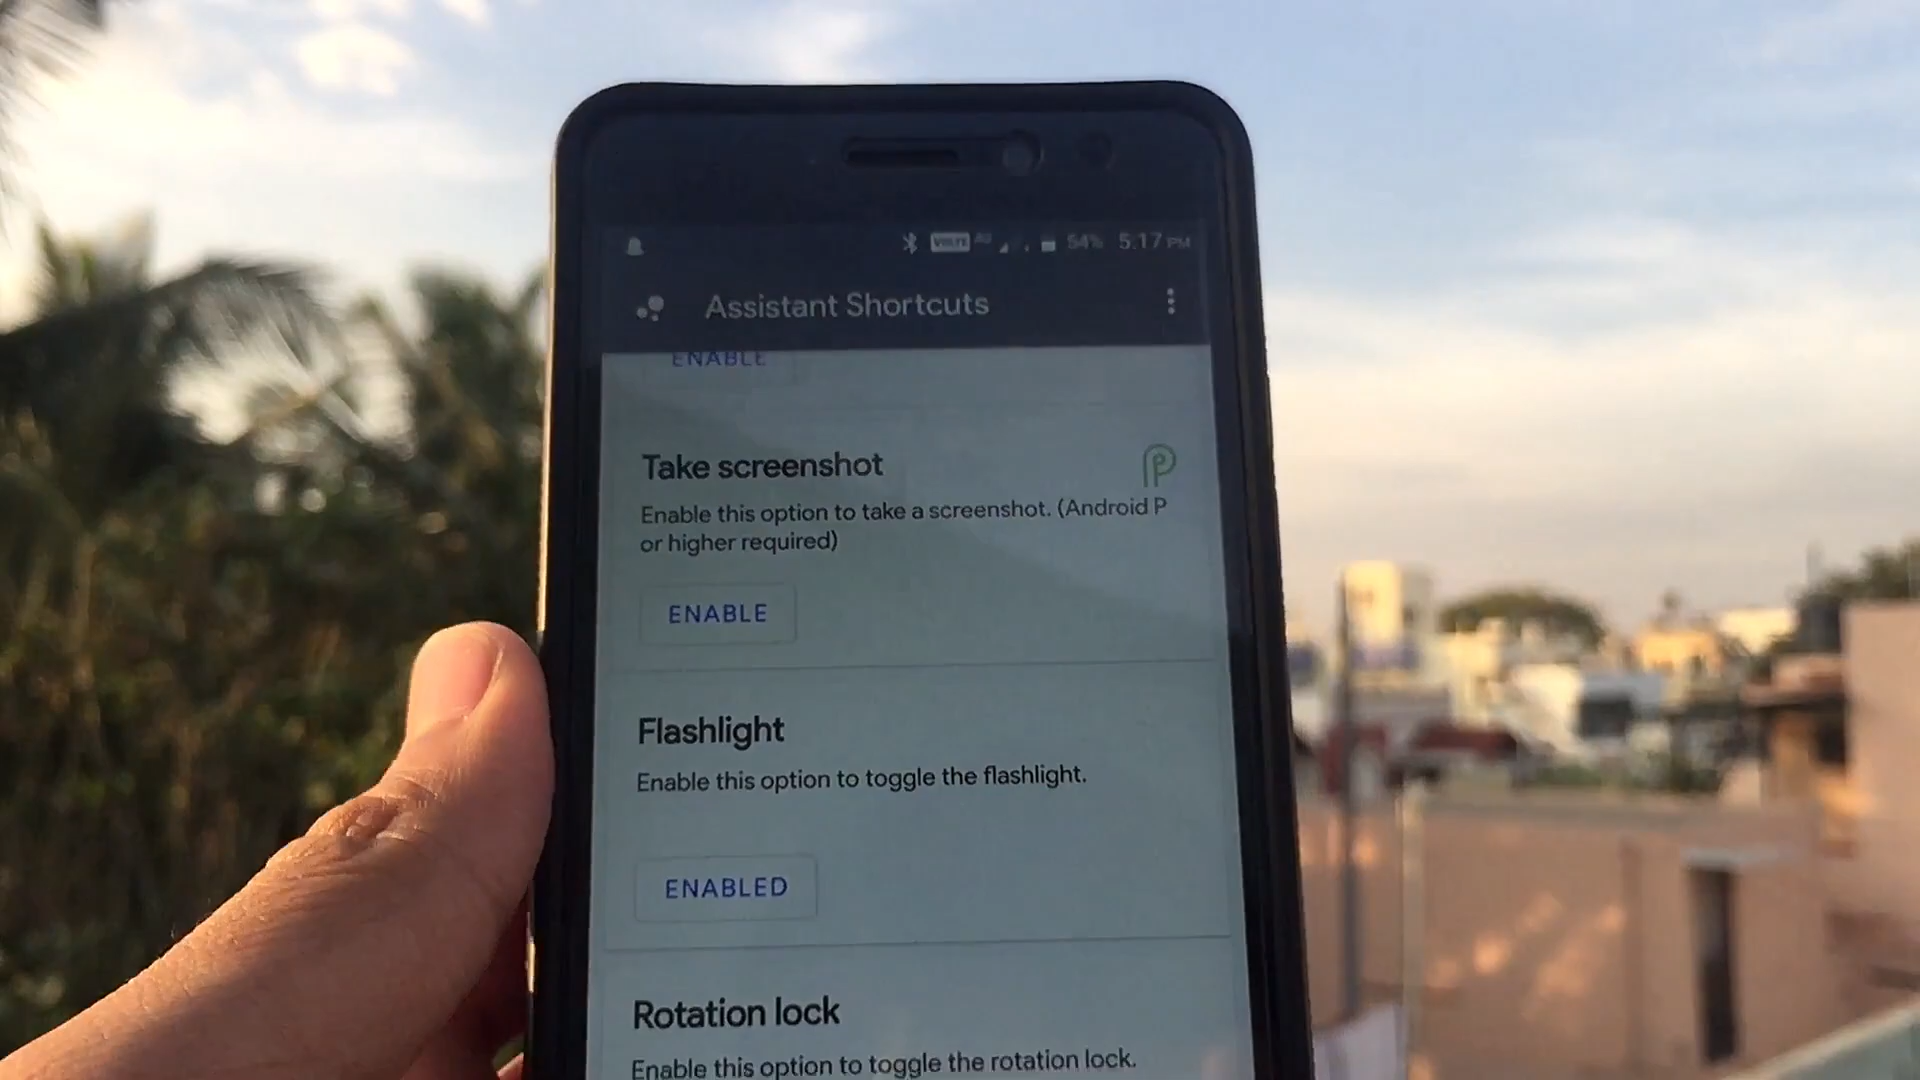 VoLTE 4G 54% 5:17 PM
Assistant Shortcuts
ENABLE
Take screenshot
Enable this option to take a screenshot. (Android P
or higher required)
ENABLE
Flashlight
Enable this option to toggle the flashlight.
ENABLED
Rotation lock
Enable this option to toggle the rotation lock.